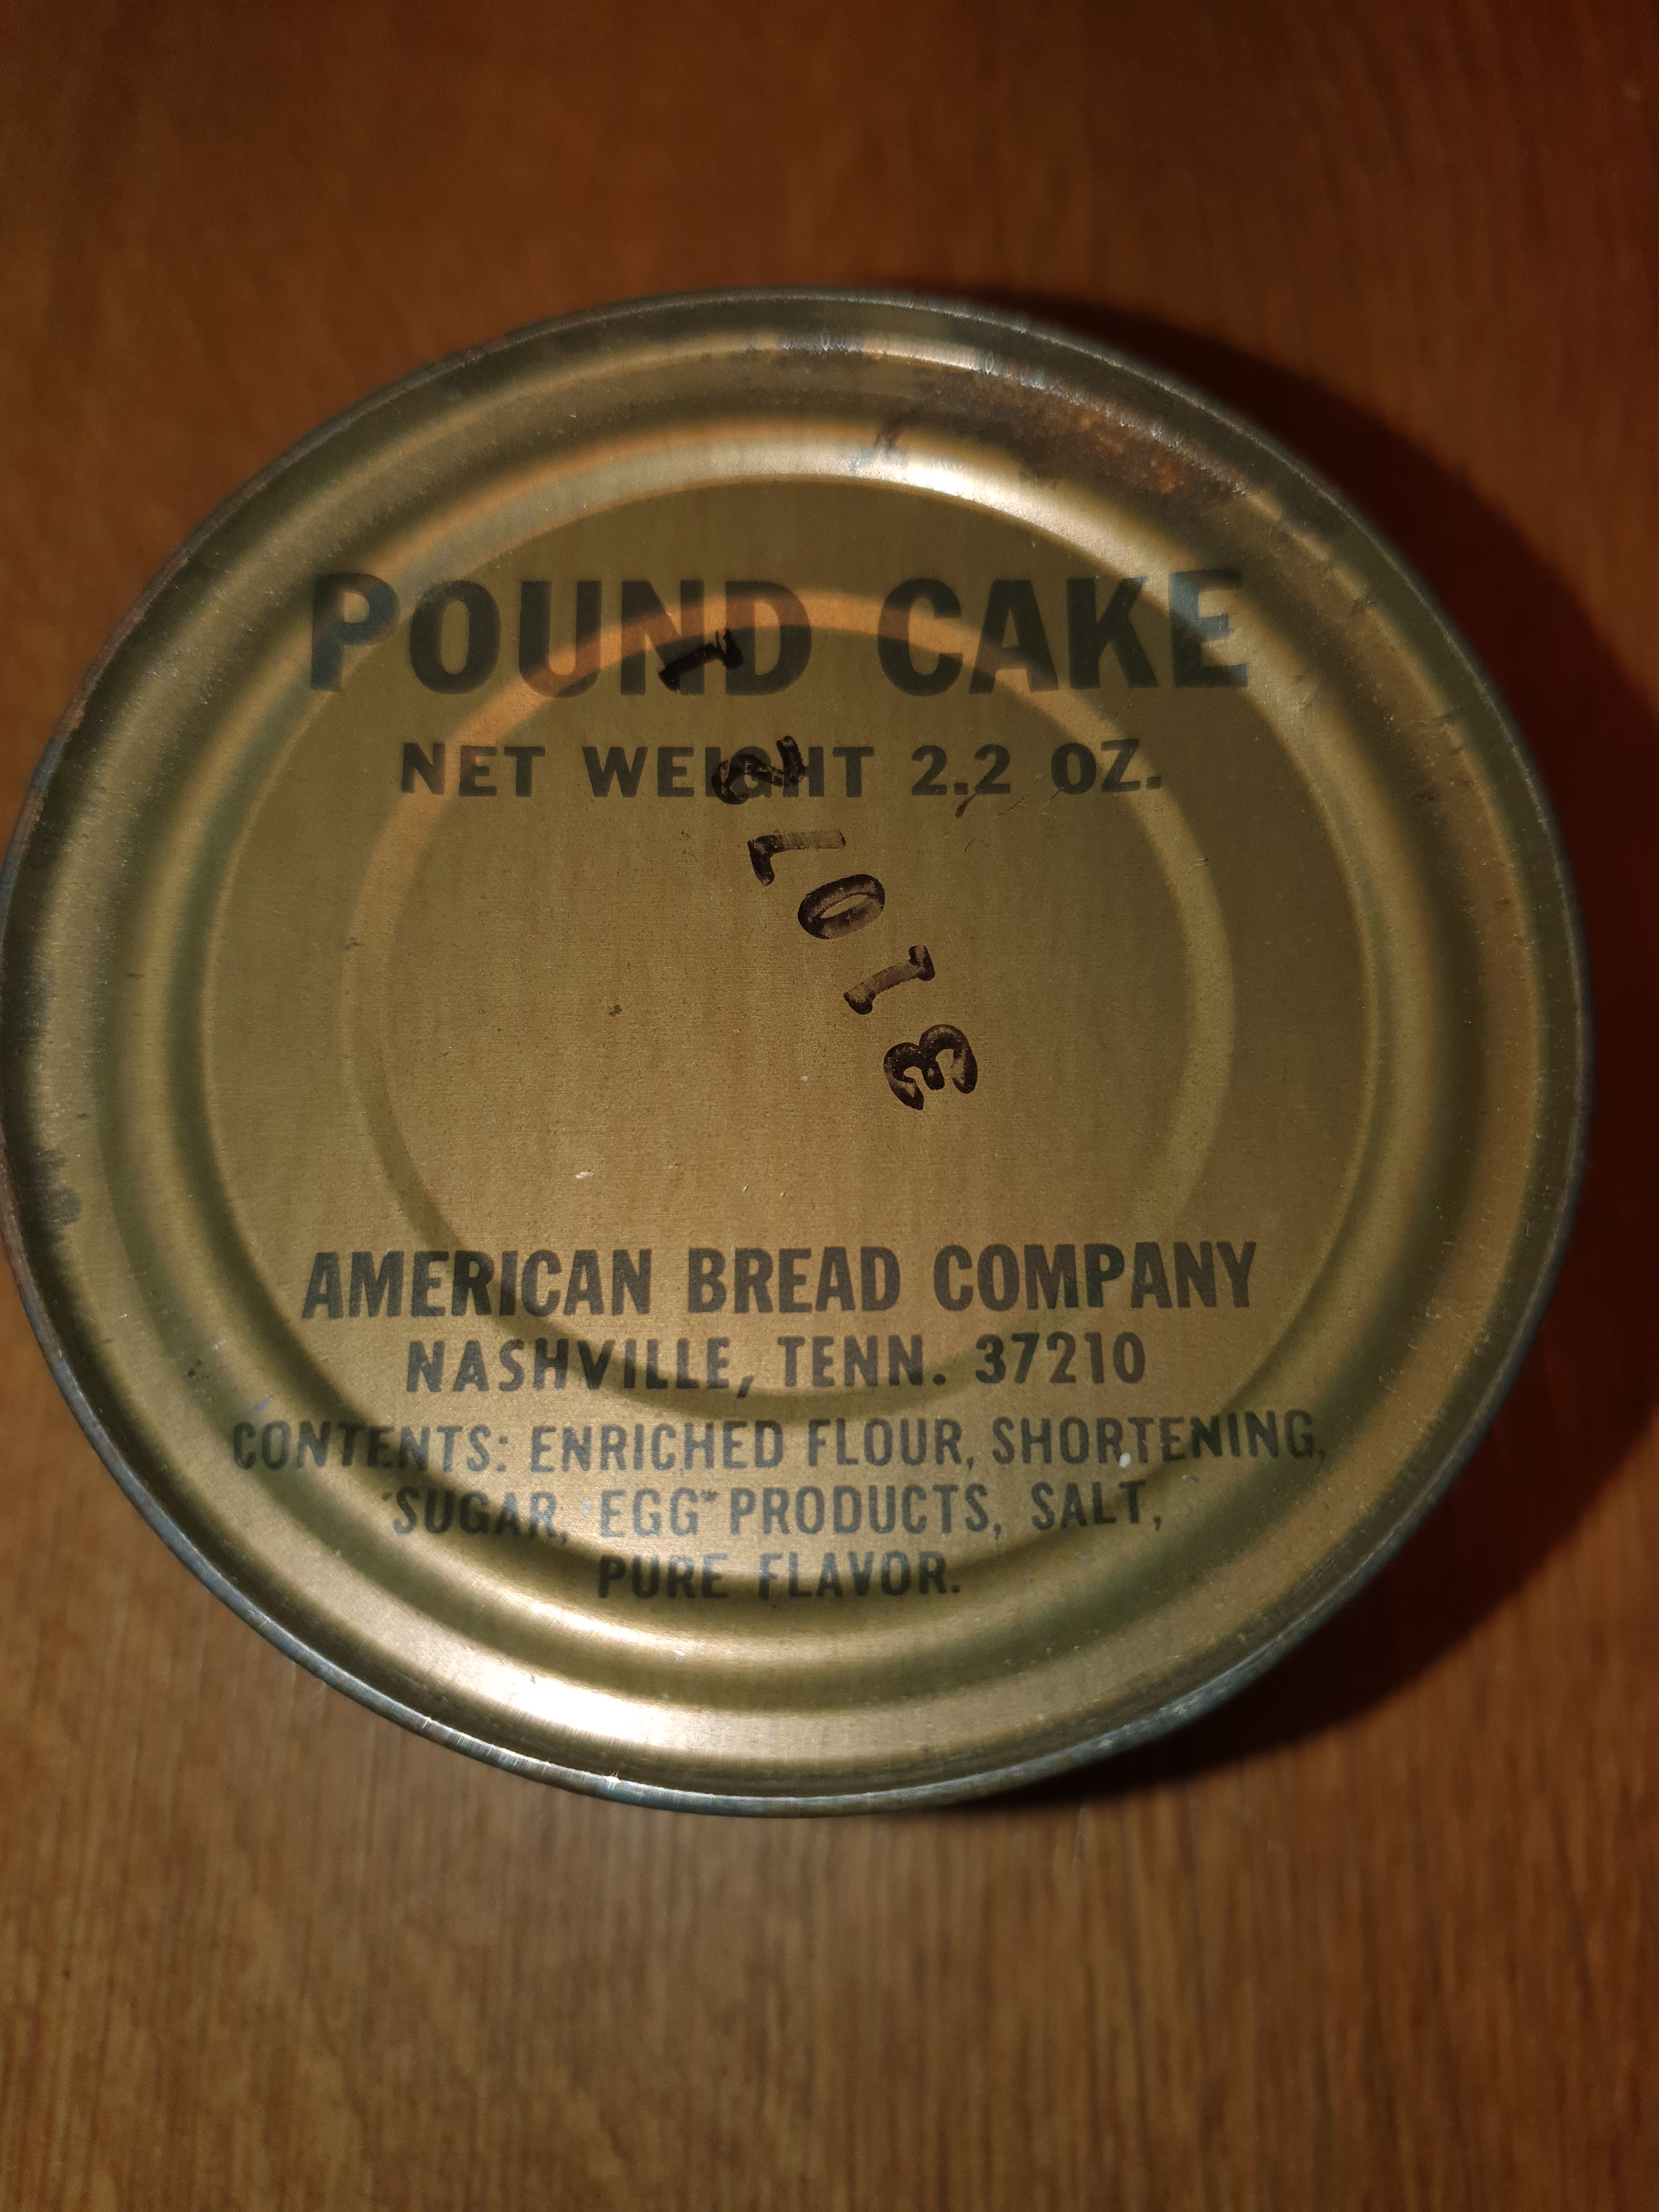 POUND CAKE
NET WEIGHT 2.2 OZ.
310721
AMERICAN BREAD COMPANY
NASHVILLE, TENN. 37210
CONTENTS: ENRICHED FLOUR, SHORTENING,
SUGAR, EGG PRODUCTS, SALT,
PURE FLAVOR.